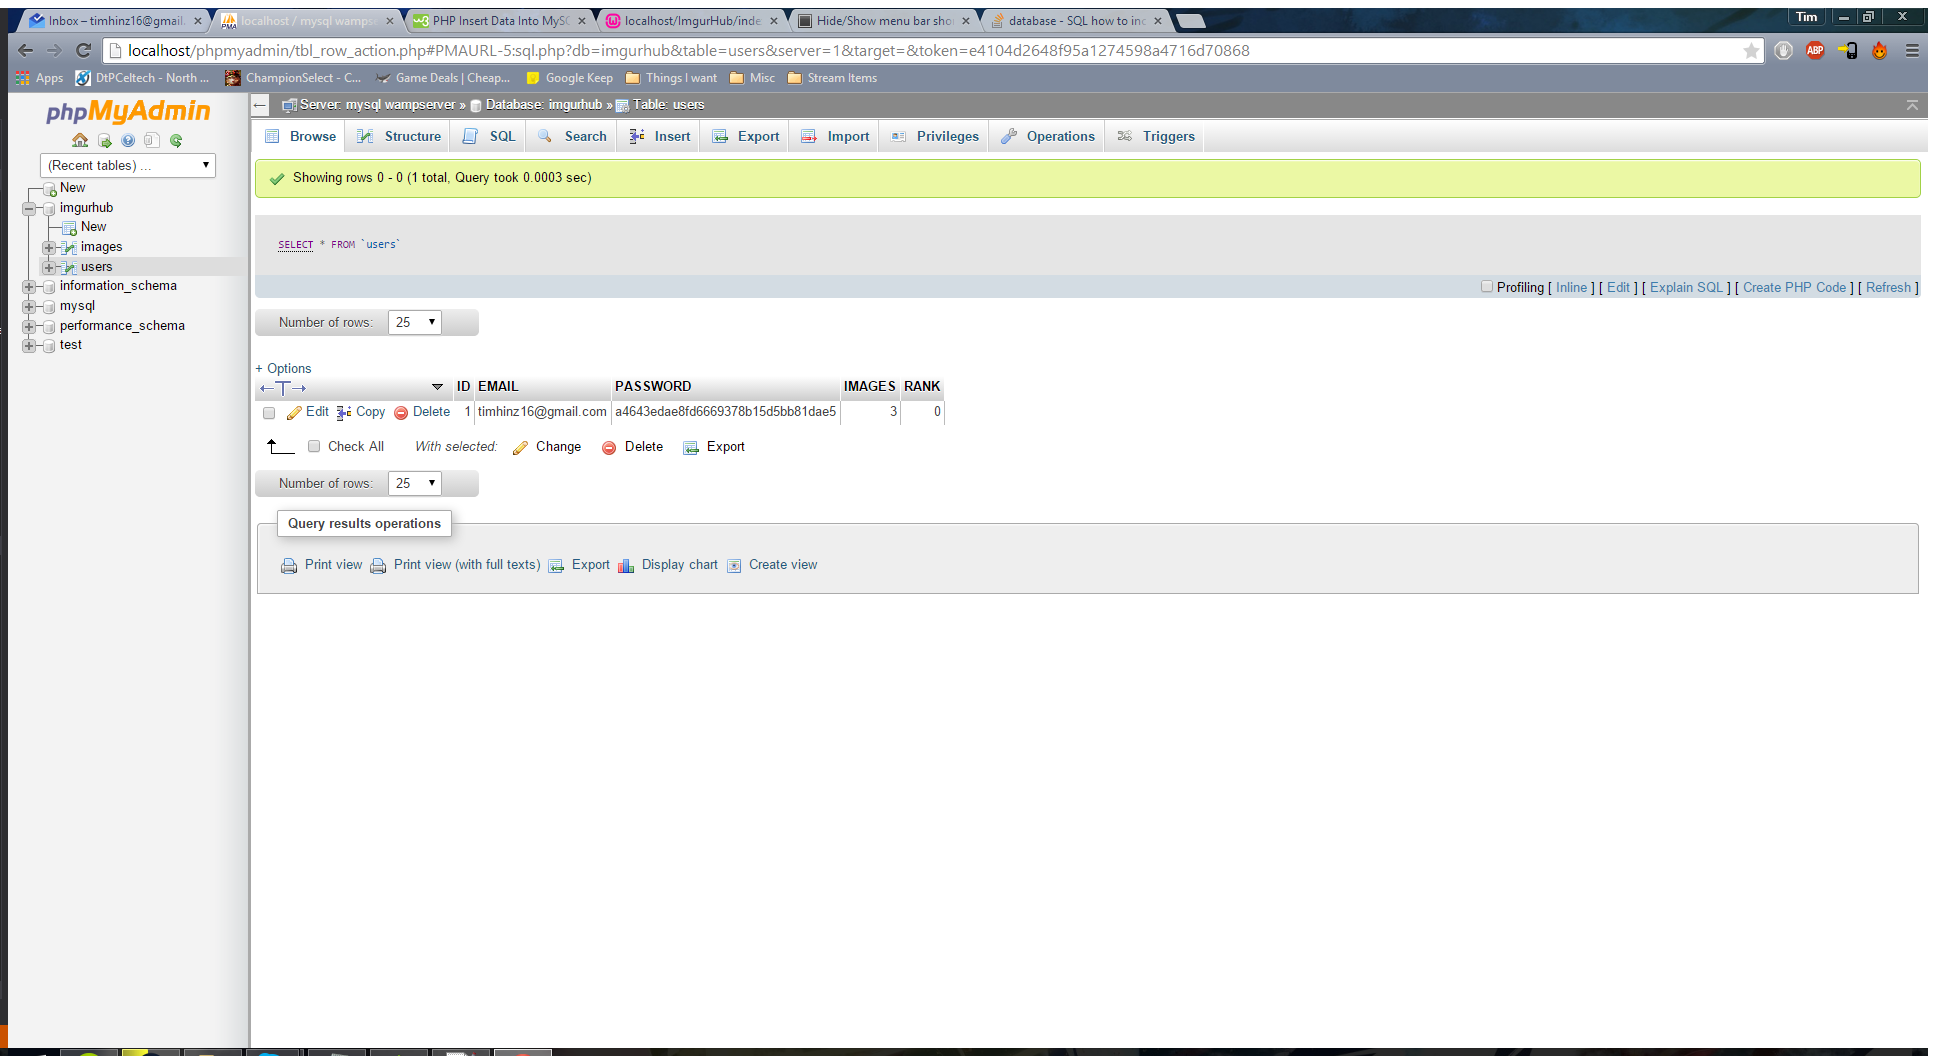 Inbox – timhinz16@gmail.
localhost / mysql wampse
PHP Insert Data Into MySQ
localhost/ImgurHub/inde
Hide/Show menu bar sho
database - SQL how to inc
Tim
localhost/phpmyadmin/tbl_row_action.php#PMAURL-5:sql.php?db=imgurhub&table=users&server=1&target=&token=e4104d2648f95a1274598a4716d70868
ABP
Apps
DtPCeltech - North ...
ChampionSelect - C...
Game Deals | Cheap...
Google Keep
Things I want
Misc
Stream Items
phpMyAdmin
(Recent tables) ...
New
imgurhub
New
images
users
information_schema
mysql
performance_schema
test
Server: mysql wampserver » Database: imgurhub » Table: users
Browse
Structure
SQL
Search
Insert
Export
Import
Privileges
Operations
Triggers
Showing rows 0 - 0 (1 total, Query took 0.0003 sec)
SELECT * FROM `users`
Profiling [ Inline ] [ Edit ] [ Explain SQL ] [ Create PHP Code ] [ Refresh ]
Number of rows: 25
+ Options
ID EMAIL PASSWORD IMAGES RANK
Edit Copy Delete 1 timhinz16@gmail.com a4643edae8fd6669378b15d5bb81dae5 3 0
Check All With selected: Change Delete Export
Number of rows: 25
Query results operations
Print view Print view (with full texts) Export Display chart Create view